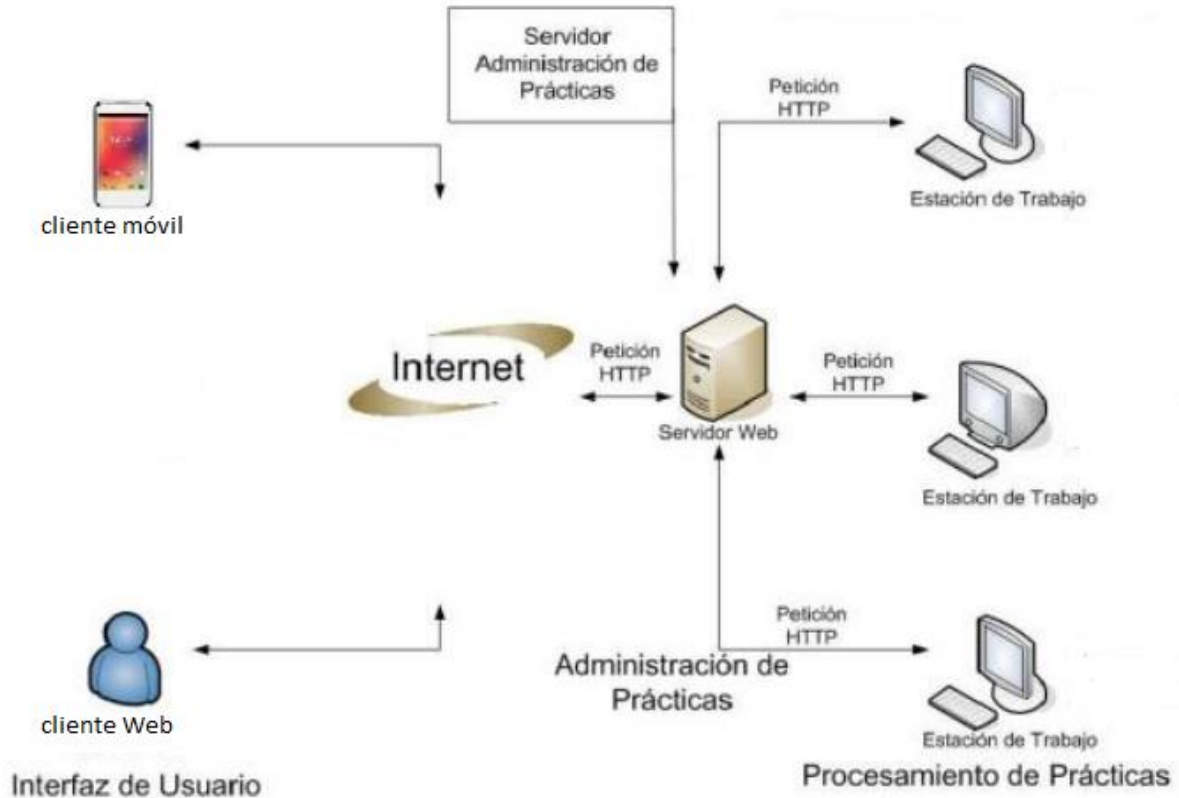 Servidor
Administración de
Prácticas
Petición
HTTP
Estación de Trabajo
cliente móvil
Internet
Petición
HTTP
Servidor Web
Petición
HTTP
Estación de Trabajo
Petición
HTTP
Administración de
Prácticas
Estación de Trabajo
cliente Web
Interfaz de Usuario
Procesamiento de Prácticas